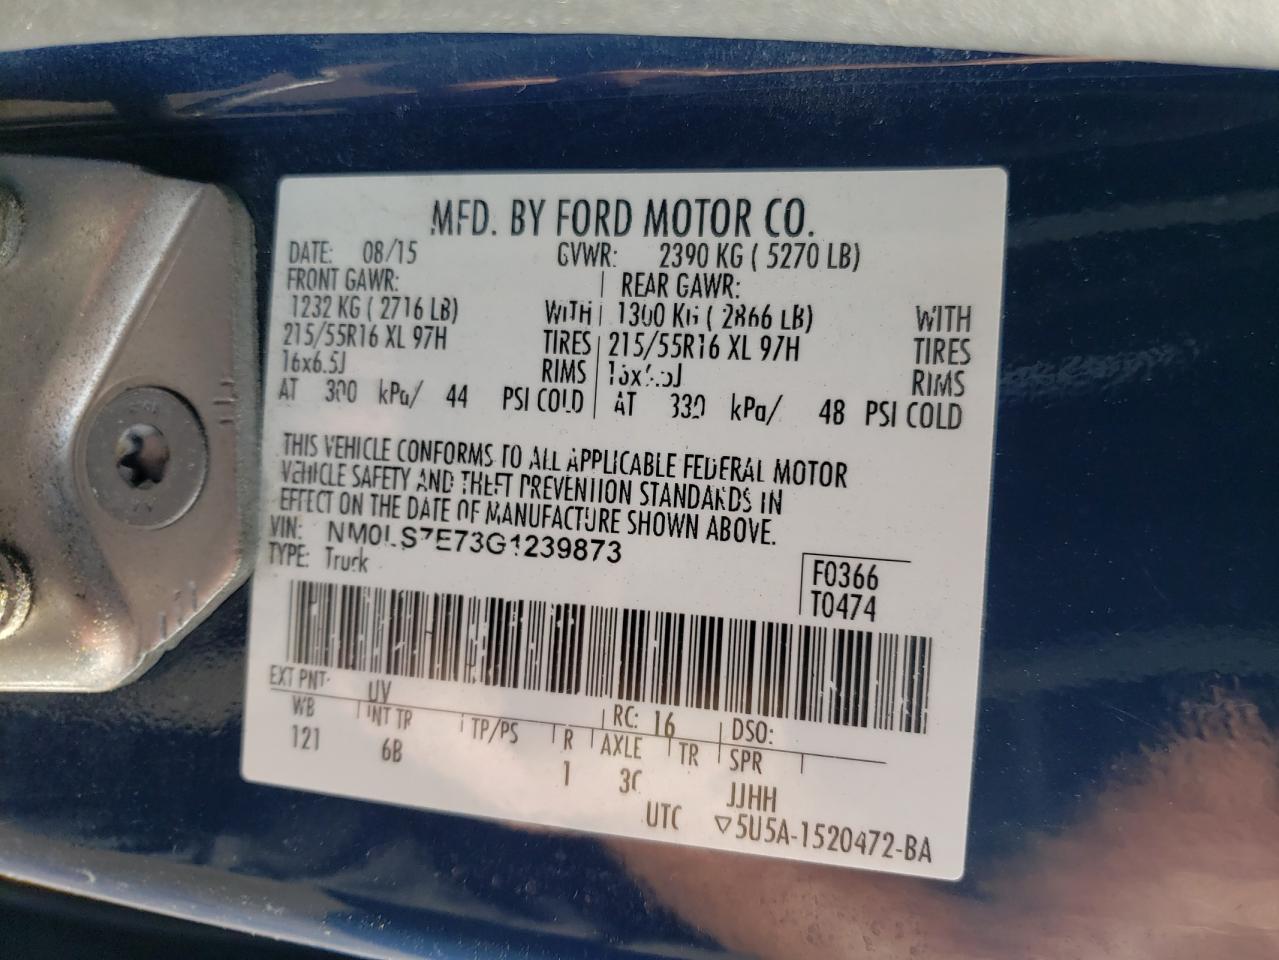 MFD. BY FORD MOTOR CO.
DATE: 08/15 GVWR: 2390 KG ( 5270 LB)
FRONT GAWR: REAR GAWR:
1232 KG ( 2716 LB) WITH 1300 KG ( 2866 LB) WITH
215/55R16 XL 97H TIRES 215/55R16 XL 97H TIRES
16x6.5J RIMS 16x6.5J RIMS
AT 300 kPa/ 44 PSI COLD AT 330 kPa/ 48 PSI COLD
THIS VEHICLE CONFORMS TO ALL APPLICABLE FEDERAL MOTOR
VEHICLE SAFETY AND THEFT PREVENTION STANDARDS IN
EFFECT ON THE DATE OF MANUFACTURE SHOWN ABOVE.
VIN: NM0LS7E73G1239873
TYPE: Truck
F0366
T0474
EXT PNT: UV RC: 16 DSO:
WB INT TR TP/PS R AXLE TR SPR
121 6B 1 3C JJHH
UTC ▽5U5A-1520472-BA